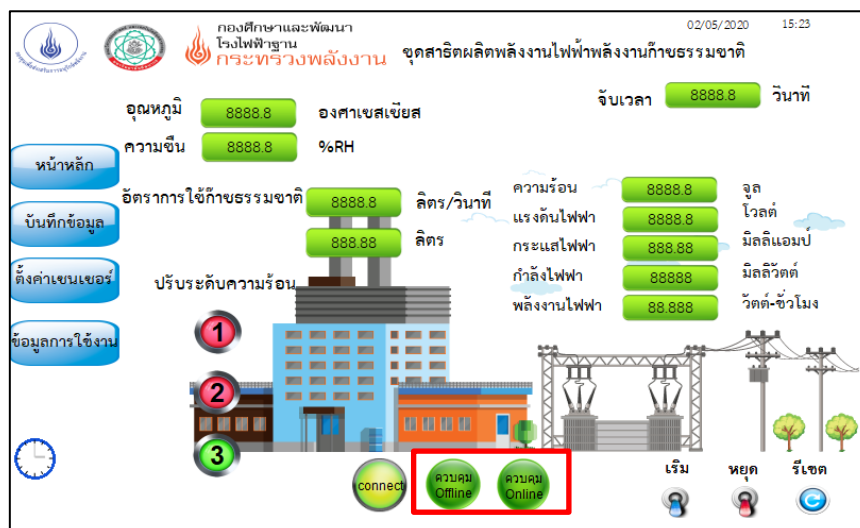 02/05/2020 15:23
กองศึกษาและพัฒนา
โรงไฟฟ้าฐาน
กระทรวงพลังงาน
ชุดสาธิตผลิตพลังงานไฟฟ้าพลังงานก๊าซธรรมชาติ
จับเวลา 8888.8 วินาที
อุณหภูมิ 8888.8 องศาเซสเซียส
ความชื้น 8888.8 %RH
หน้าหลัก
บันทึกข้อมูล
ตั้งค่าเซนเซอร์
ข้อมูลการใช้งาน
อัตราการใช้ก๊าซธรรมชาติ 8888.8 ลิตร/วินาที
888.88 ลิตร
ปรับระดับความร้อน
1
2
3
ความร้อน 8888.8 จูล
แรงดันไฟฟ้า 8888.8 โวลต์
กระแสไฟฟ้า 888.88 มิลลิแอมป์
กำลังไฟฟ้า 88888 มิลลิวัตต์
พลังงานไฟฟ้า 88.888 วัตต์-ชั่วโมง
connect
ควบคุม
Offline
ควบคุม
Online
เริ่ม หยุด รีเซต